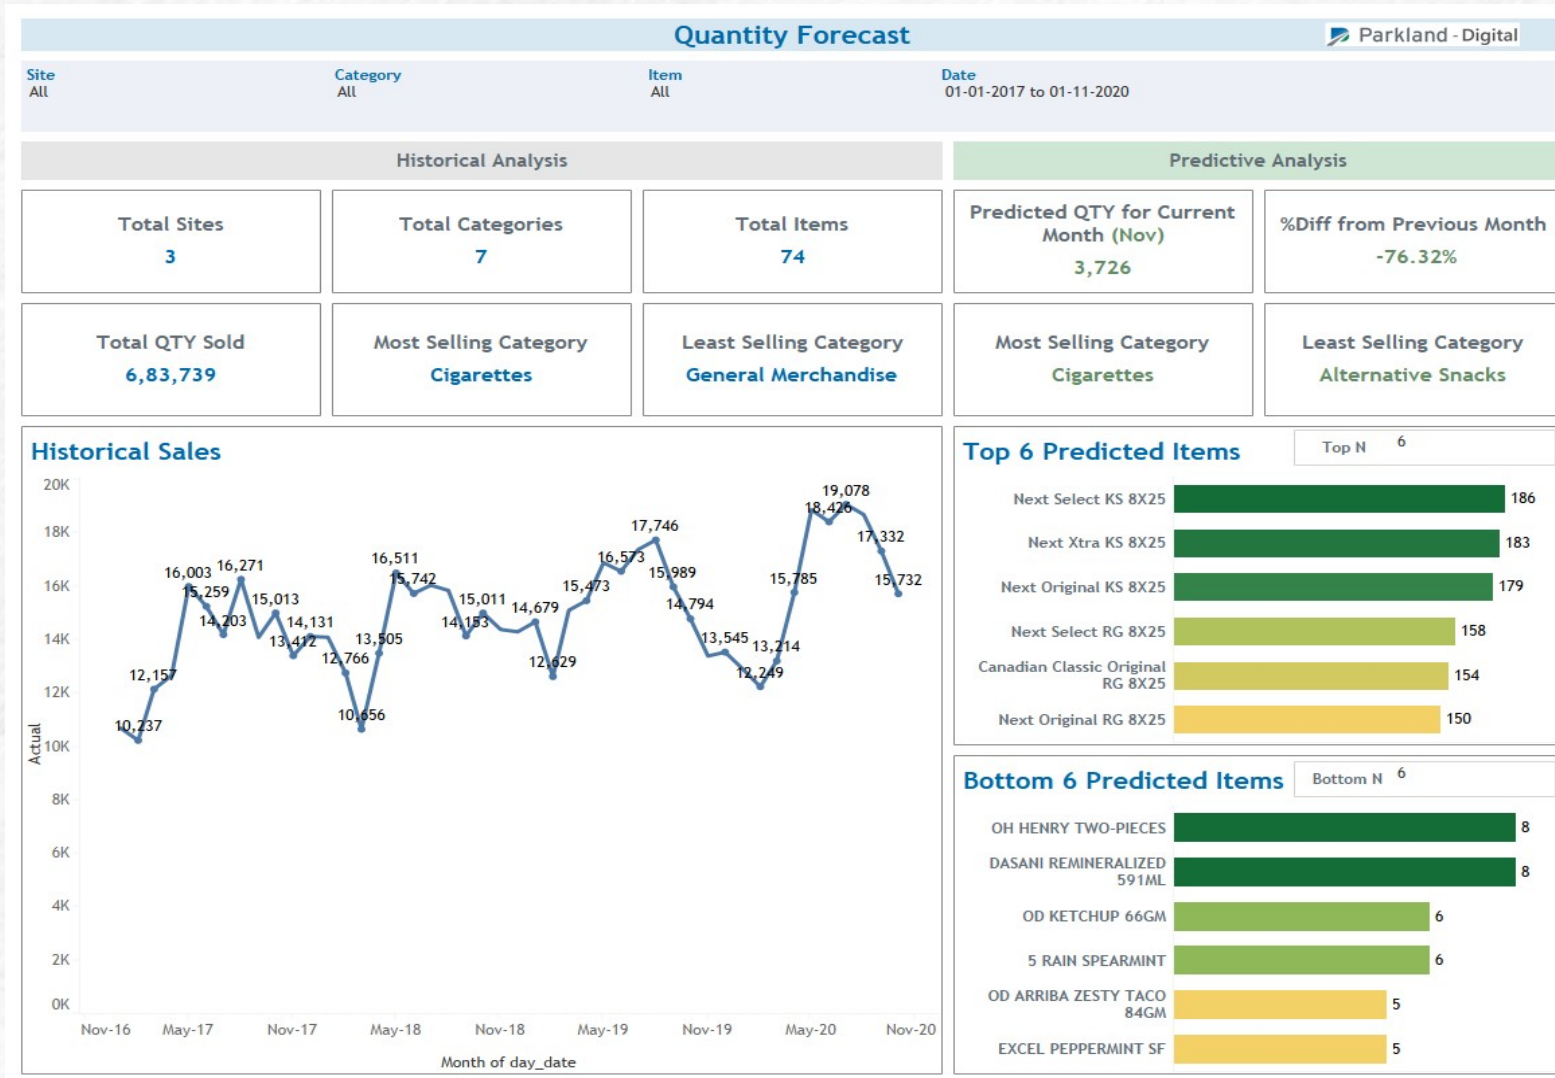 Quantity Forecast
Parkland - Digital
Site
All
Category
All
Item
All
Date
01-01-2017 to 01-11-2020
Historical Analysis
Predictive Analysis
Total Sites
3
Total Categories
7
Total Items
74
Predicted QTY for Current
Month (Nov)
3,726
%Diff from Previous Month
-76.32%
Total QTY Sold
6,83,739
Most Selling Category
Cigarettes
Least Selling Category
General Merchandise
Most Selling Category
Cigarettes
Least Selling Category
Alternative Snacks
Historical Sales
20K
18K
16K
14K
12K
10K
8K
6K
4K
2K
0K
Actual
10,237
12,157
16,003
15,259
14,203
16,271
15,013
13,412
14,131
12,766
10,656
13,505
16,511
15,742
14,153
15,011
14,679
12,629
15,473
16,573
17,746
15,989
14,794
13,545
12,249
13,214
15,785
18,426
19,078
17,332
15,732
Nov-16
May-17
Nov-17
May-18
Nov-18
May-19
Nov-19
May-20
Nov-20
Month of day_date
Top 6 Predicted Items
Top N 6
Next Select KS 8X25
186
Next Xtra KS 8X25
183
Next Original KS 8X25
179
Next Select RG 8X25
158
Canadian Classic Original
RG 8X25
154
Next Original RG 8X25
150
Bottom 6 Predicted Items
Bottom N 6
OH HENRY TWO-PIECES
8
DASANI REMINERALIZED
591ML
8
OD KETCHUP 66GM
6
5 RAIN SPEARMINT
6
OD ARRIBA ZESTY TACO
84GM
5
EXCEL PEPPERMINT SF
5